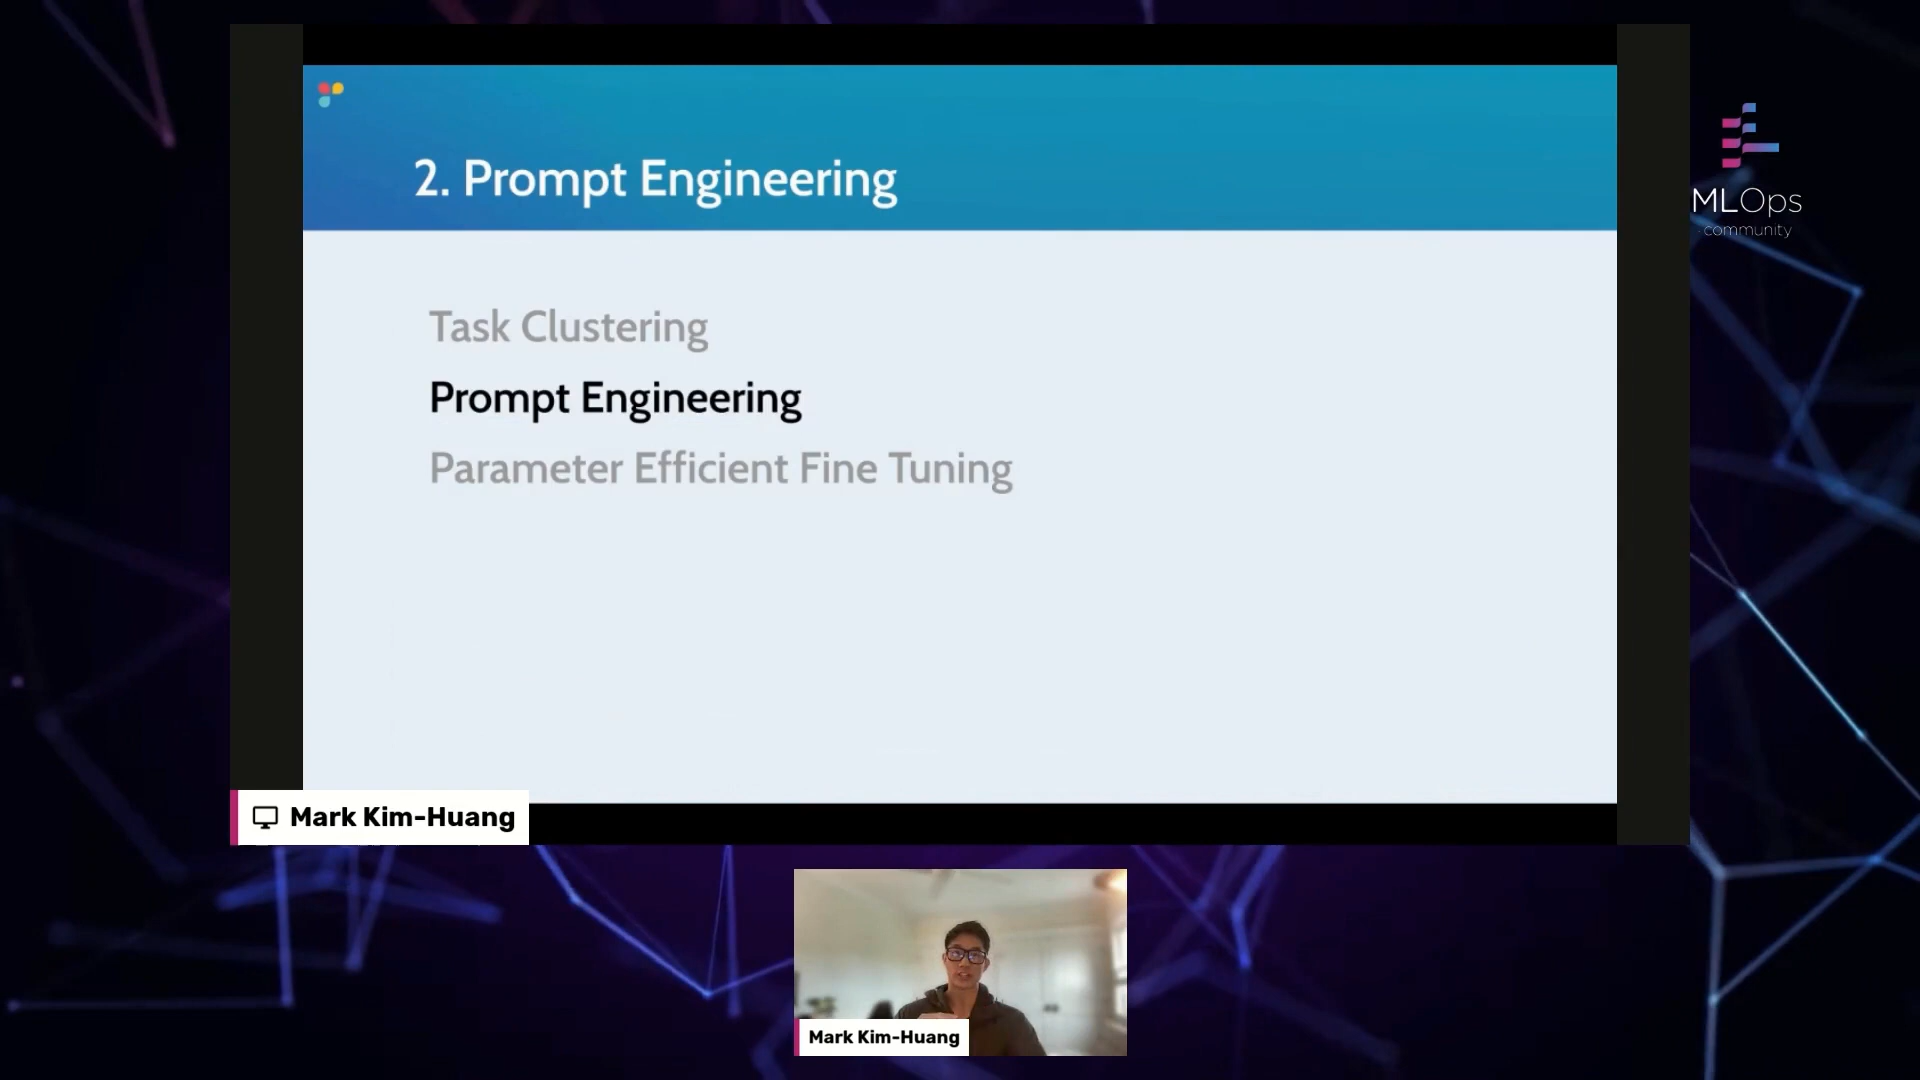 2. Prompt Engineering
Task Clustering
Prompt Engineering
Parameter Efficient Fine Tuning
Mark Kim-Huang
MLOps
community
Mark Kim-Huang